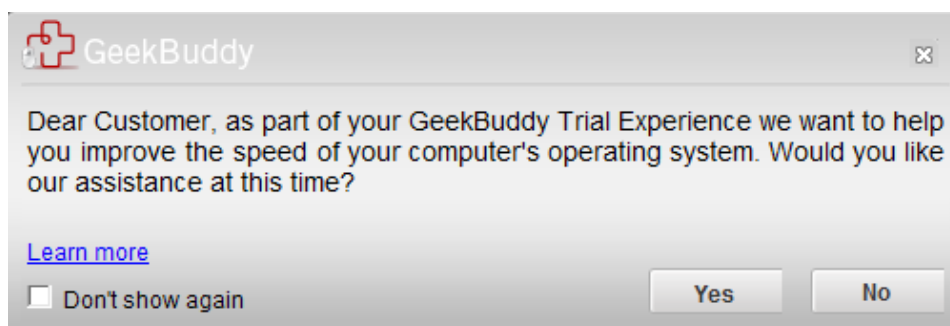 GeekBuddy
Dear Customer, as part of your GeekBuddy Trial Experience we want to help
you improve the speed of your computer's operating system. Would you like
our assistance at this time?
Learn more
Don't show again
Yes No